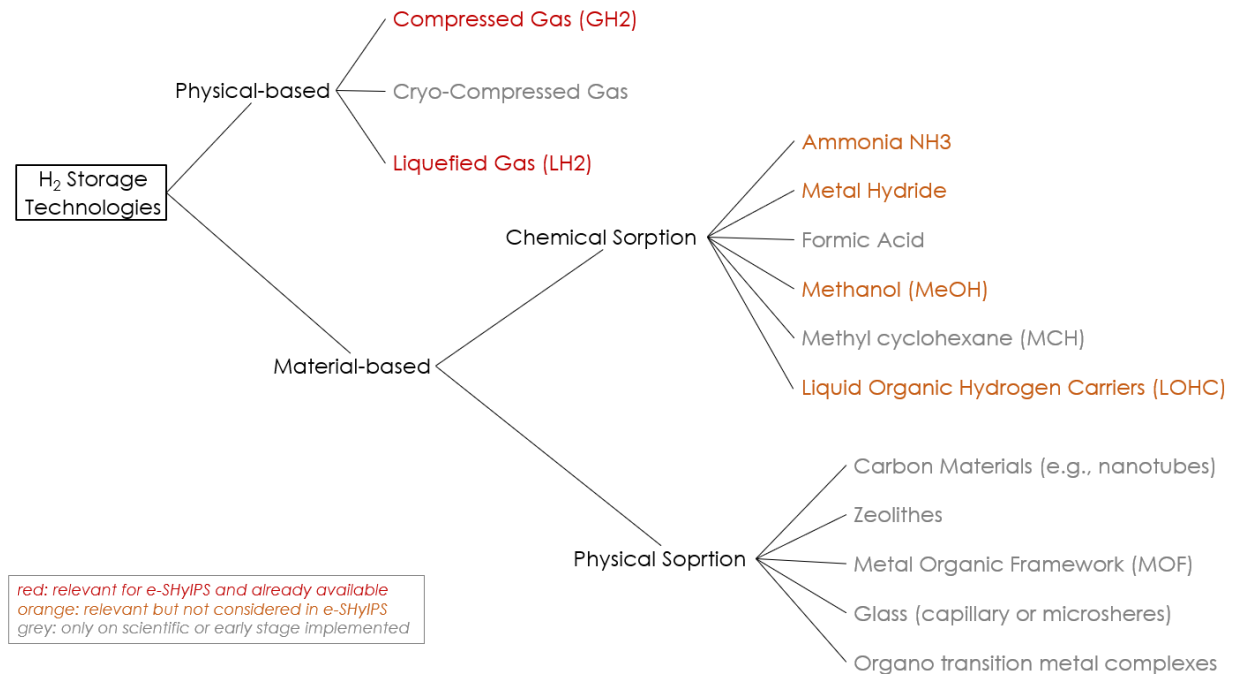 Compressed Gas (GH2)
Physical-based
Cryo-Compressed Gas
Liquefied Gas (LH2)
H₂ Storage
Technologies
Ammonia NH3
Metal Hydride
Chemical Sorption
Formic Acid
Methanol (MeOH)
Methyl cyclohexane (MCH)
Material-based
Liquid Organic Hydrogen Carriers (LOHC)
Carbon Materials (e.g., nanotubes)
Zeolithes
Physical Soprtion
Metal Organic Framework (MOF)
Glass (capillary or microsheres)
Organo transition metal complexes
red: relevant for e-SHyIPS and already available
orange: relevant but not considered in e-SHyIPS
grey: only on scientific or early stage implemented